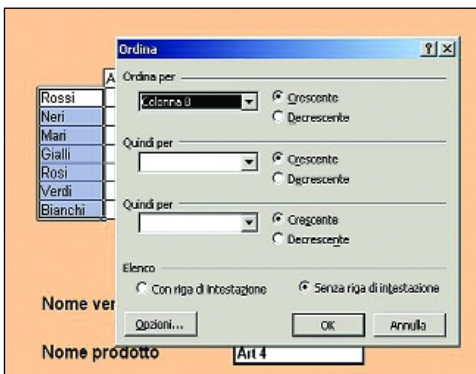 Ordina
A
Ordina per
Rossi
Neri
Mari
Gialli
Rosi
Verdi
Bianchi
Colonna B
Crescente
Decrescente
Quindi per
Crescente
Decrescente
Quindi per
Crescente
Decrescente
Elenco
Con riga di intestazione
Senza riga di intestazione
Nome ver
Opzioni...
OK
Annulla
Nome prodotto
Art 4